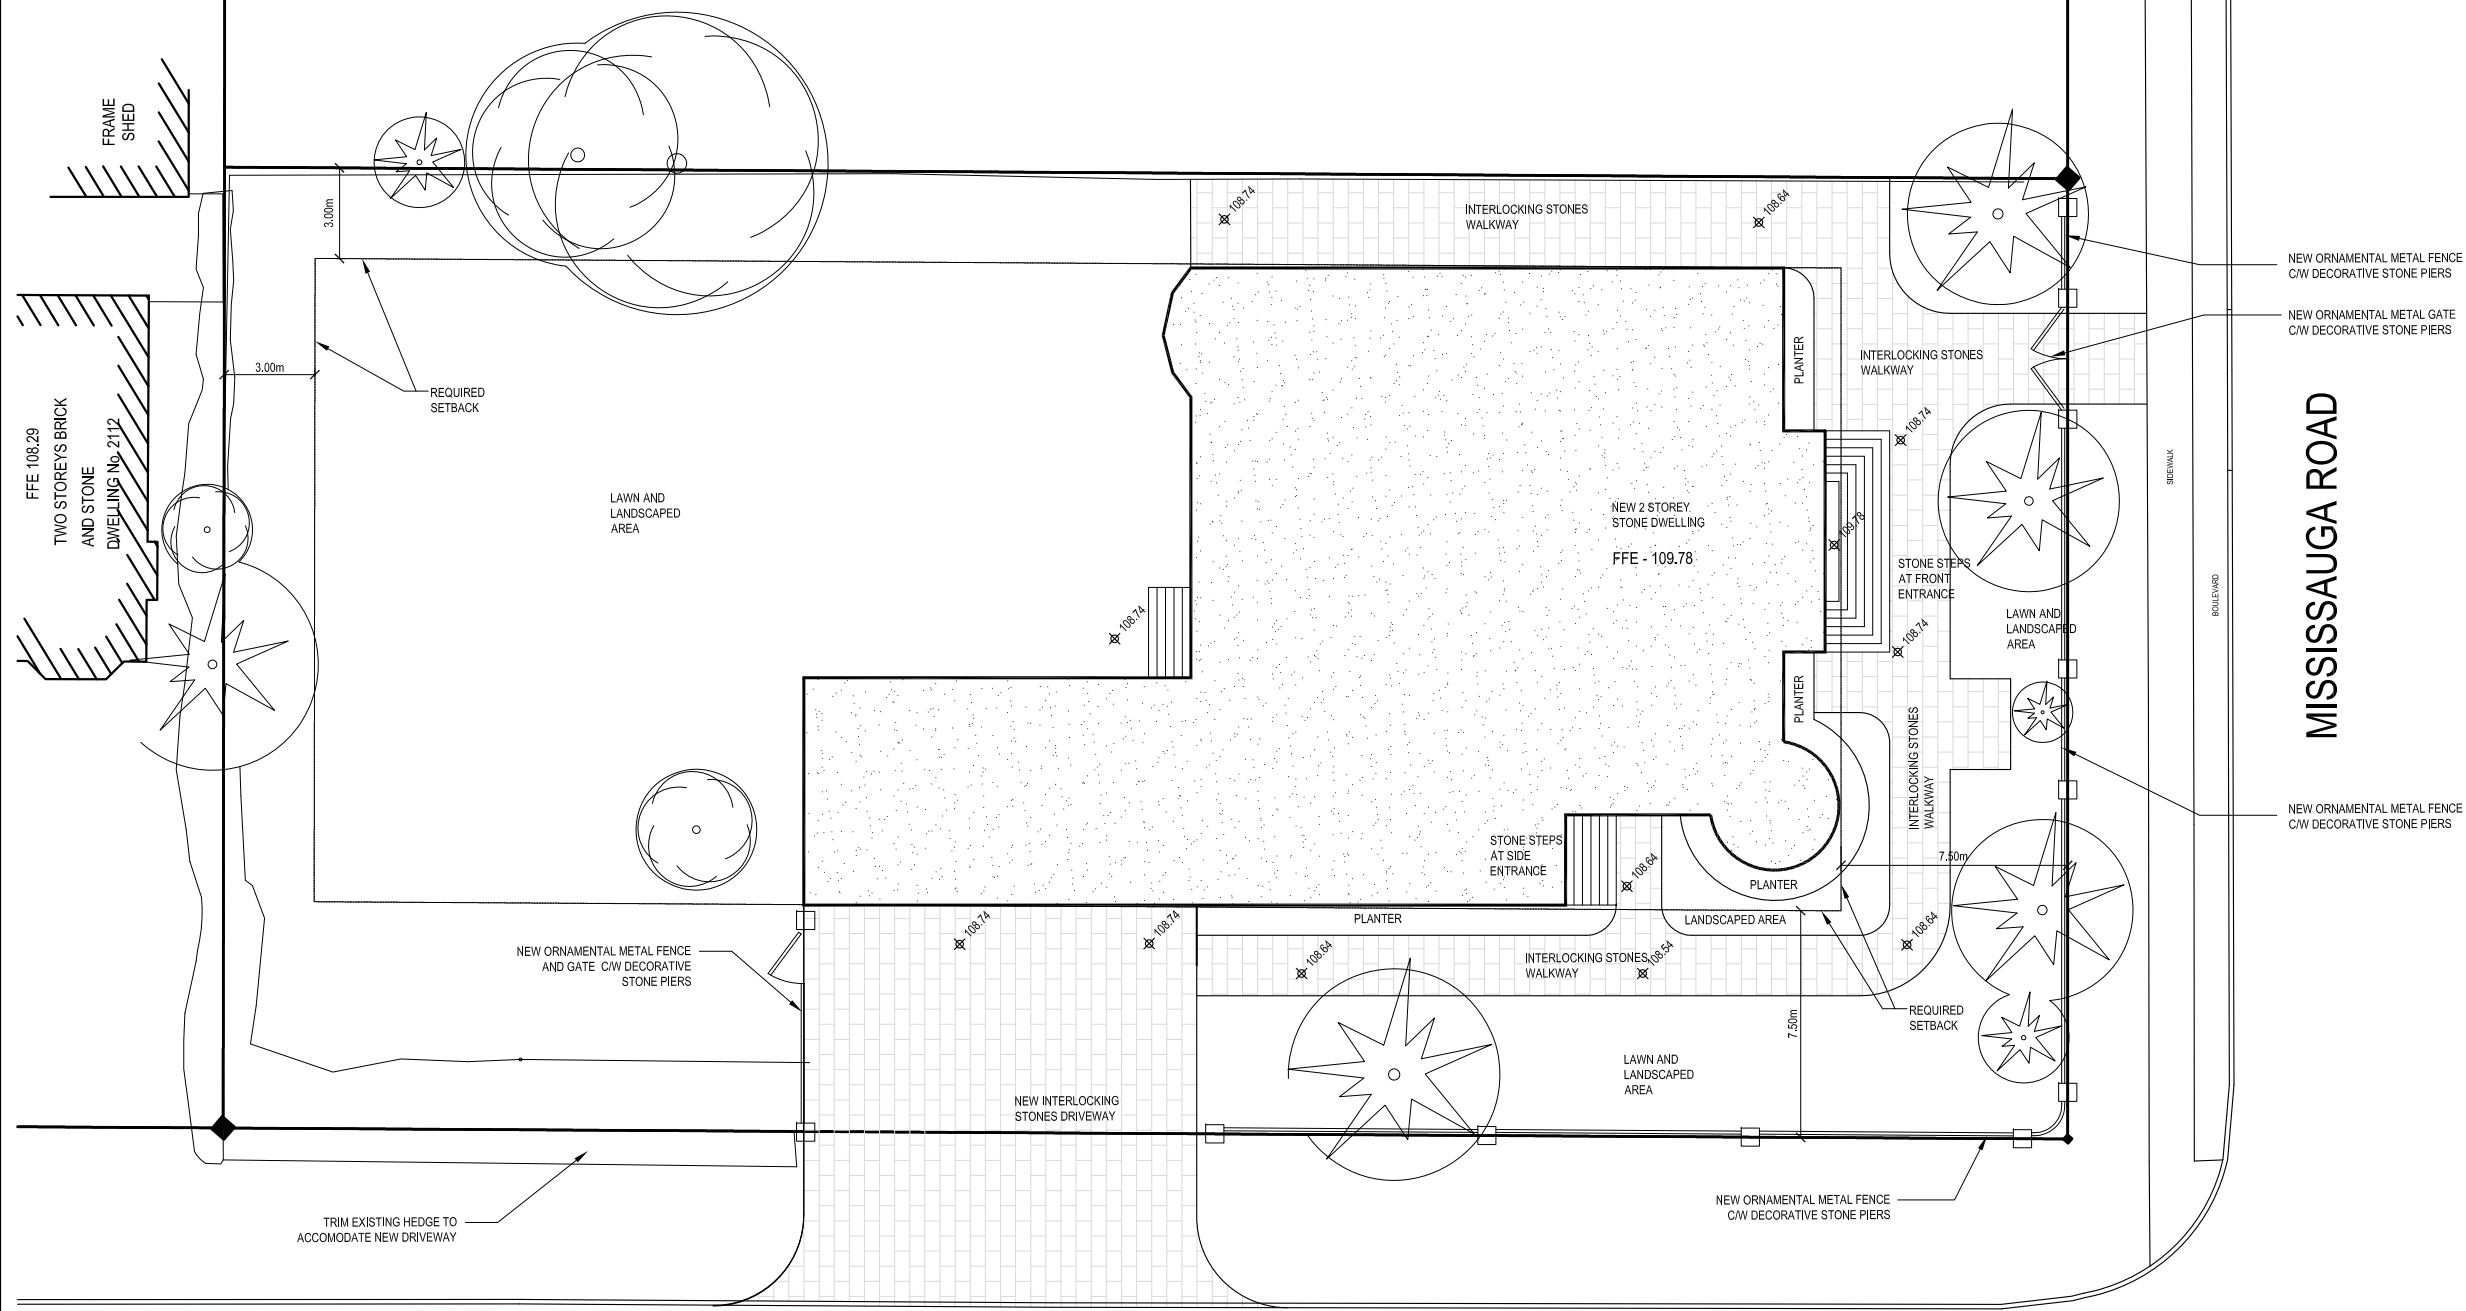 FRAME
SHED
3.00m
108.74
INTERLOCKING STONES
WALKWAY
108.64
NEW ORNAMENTAL METAL FENCE
C/W DECORATIVE STONE PIERS
NEW ORNAMENTAL METAL GATE
C/W DECORATIVE STONE PIERS
FFE 108.29
TWO STOREYS BRICK
AND STONE
DWELLING No. 2112
3.00m
REQUIRED
SETBACK
PLANTER
INTERLOCKING STONES
WALKWAY
108.74
MISSISSAUGA ROAD
SIDEWALK
BOULEVARD
LAWN AND
LANDSCAPED
AREA
NEW 2 STOREY
STONE DWELLING
FFE - 109.78
109.78
STONE STEPS
AT FRONT
ENTRANCE
108.74
108.74
LAWN AND
LANDSCAPED
AREA
PLANTER
INTERLOCKING STONES
WALKWAY
NEW ORNAMENTAL METAL FENCE
C/W DECORATIVE STONE PIERS
STONE STEPS
AT SIDE
ENTRANCE
108.64
PLANTER
7.50m
PLANTER
LANDSCAPED AREA
108.74
108.74
108.64
NEW ORNAMENTAL METAL FENCE
AND GATE C/W DECORATIVE
STONE PIERS
108.64
INTERLOCKING STONES
WALKWAY
108.54
7.50m
REQUIRED
SETBACK
LAWN AND
LANDSCAPED
AREA
NEW INTERLOCKING
STONES DRIVEWAY
TRIM EXISTING HEDGE TO
ACCOMODATE NEW DRIVEWAY
NEW ORNAMENTAL METAL FENCE
C/W DECORATIVE STONE PIERS